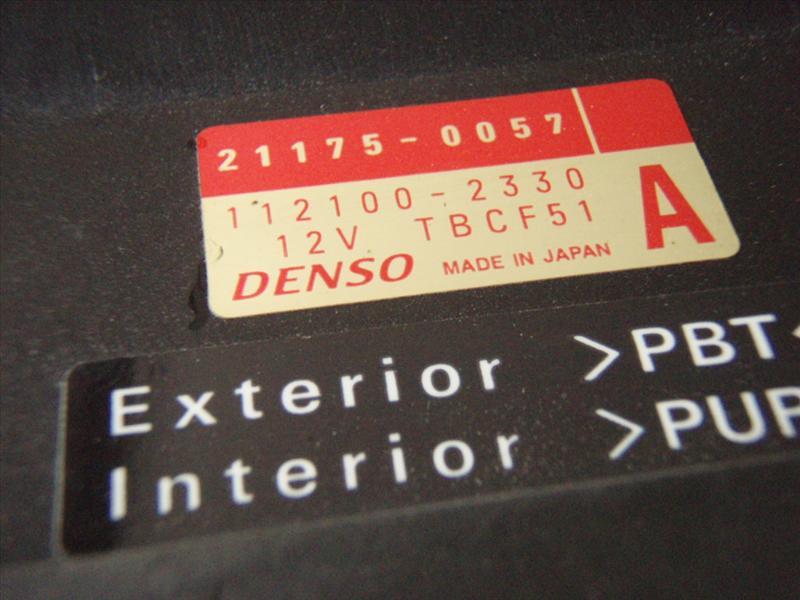 21175-0057
112100-2330
12V TBCF51 A
DENSO MADE IN JAPAN
Exterior >PBT<
Interior >PUR